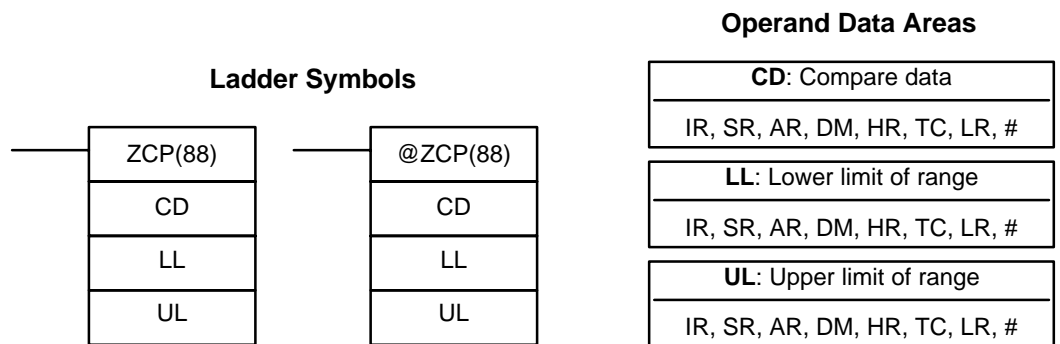 Operand Data Areas
Ladder Symbols
CD: Compare data
IR, SR, AR, DM, HR, TC, LR, #
LL: Lower limit of range
IR, SR, AR, DM, HR, TC, LR, #
UL: Upper limit of range
IR, SR, AR, DM, HR, TC, LR, #
ZCP(88)
CD
LL
UL
@ZCP(88)
CD
LL
UL